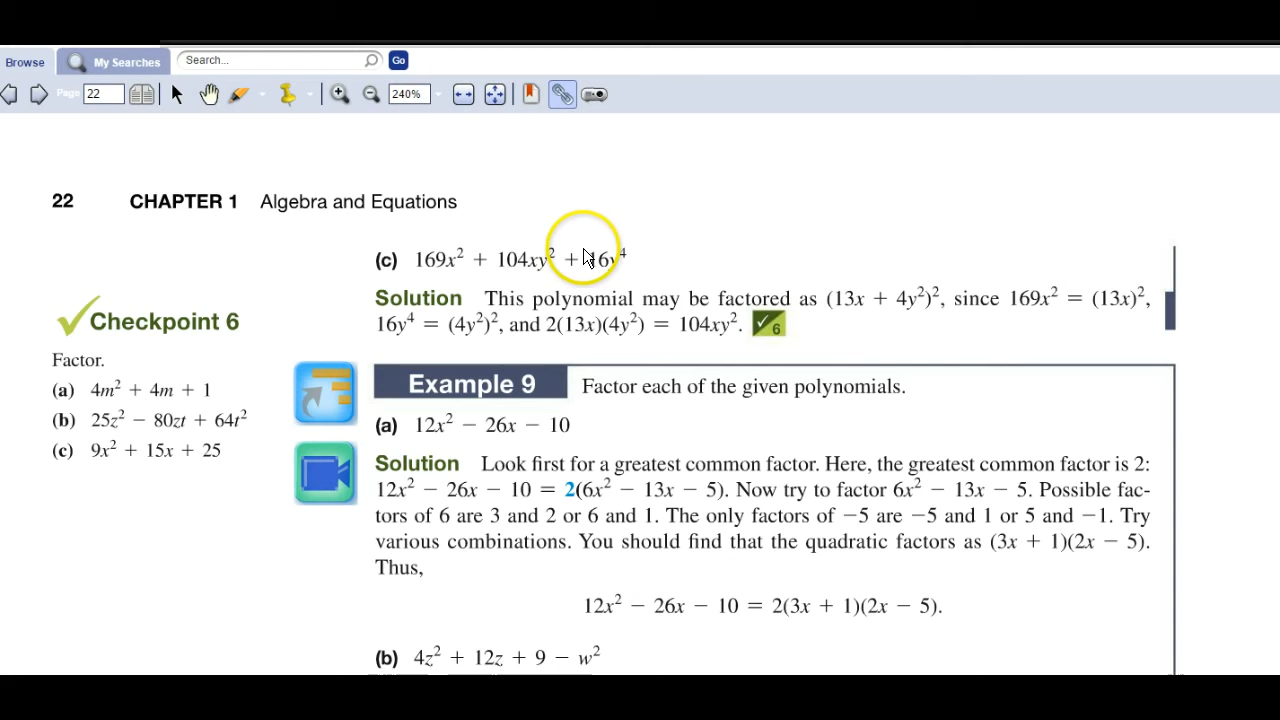 Browse My Searches Search... Go
Page 22 240%
22 CHAPTER 1 Algebra and Equations
(c) 169x² + 104xy² + 16y⁴
Solution This polynomial may be factored as (13x + 4y²)², since 169x² = (13x)²,
16y⁴ = (4y²)², and 2(13x)(4y²) = 104xy². ✓6
✓Checkpoint 6
Factor.
(a) 4m² + 4m + 1
(b) 25z² − 80zt + 64t²
(c) 9x² + 15x + 25
Example 9 Factor each of the given polynomials.
(a) 12x² − 26x − 10
Solution Look first for a greatest common factor. Here, the greatest common factor is 2:
12x² − 26x − 10 = 2(6x² − 13x − 5). Now try to factor 6x² − 13x − 5. Possible fac-
tors of 6 are 3 and 2 or 6 and 1. The only factors of −5 are −5 and 1 or 5 and −1. Try
various combinations. You should find that the quadratic factors as (3x + 1)(2x − 5).
Thus,
12x² − 26x − 10 = 2(3x + 1)(2x − 5).
(b) 4z² + 12z + 9 − w²